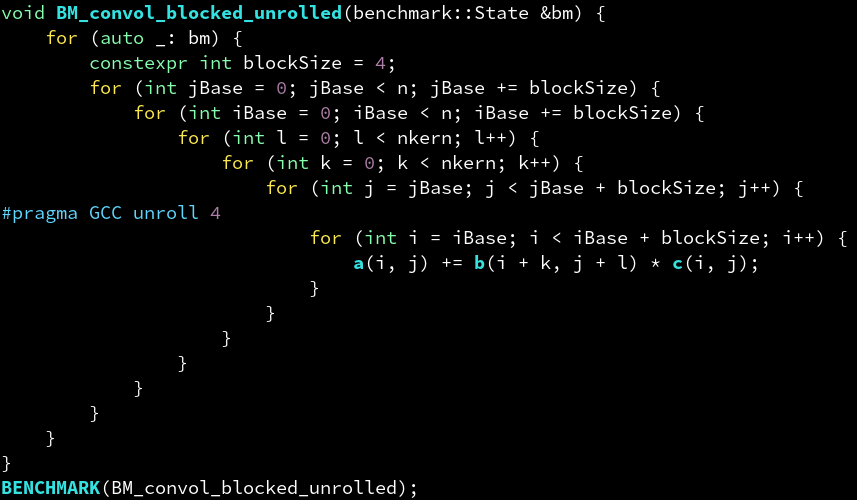 void BM_convol_blocked_unrolled(benchmark::State &bm) {
    for (auto _: bm) {
        constexpr int blockSize = 4;
        for (int jBase = 0; jBase < n; jBase += blockSize) {
            for (int iBase = 0; iBase < n; iBase += blockSize) {
                for (int l = 0; l < nkern; l++) {
                    for (int k = 0; k < nkern; k++) {
                        for (int j = jBase; j < jBase + blockSize; j++) {
#pragma GCC unroll 4
                            for (int i = iBase; i < iBase + blockSize; i++) {
                                a(i, j) += b(i + k, j + l) * c(i, j);
                            }
                        }
                    }
                }
            }
        }
    }
}
BENCHMARK(BM_convol_blocked_unrolled);